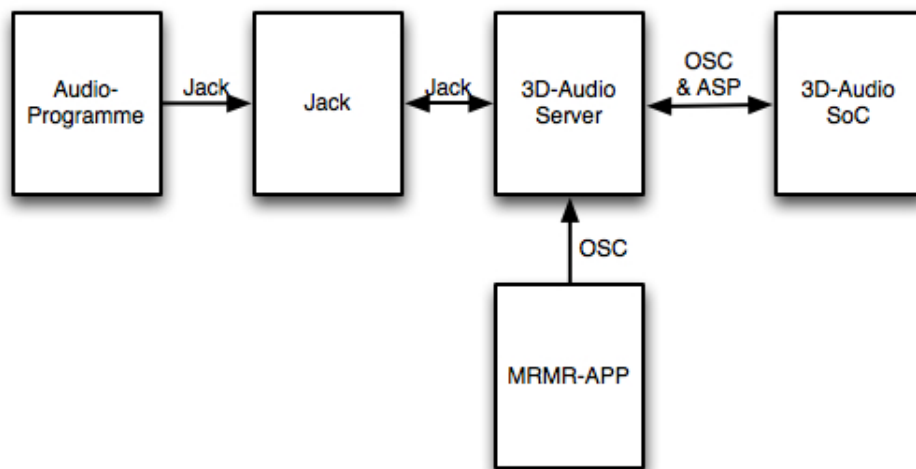 Audio-
Programme
Jack
Jack
Jack
3D-Audio
Server
OSC
& ASP
3D-Audio
SoC
OSC
MRMR-APP